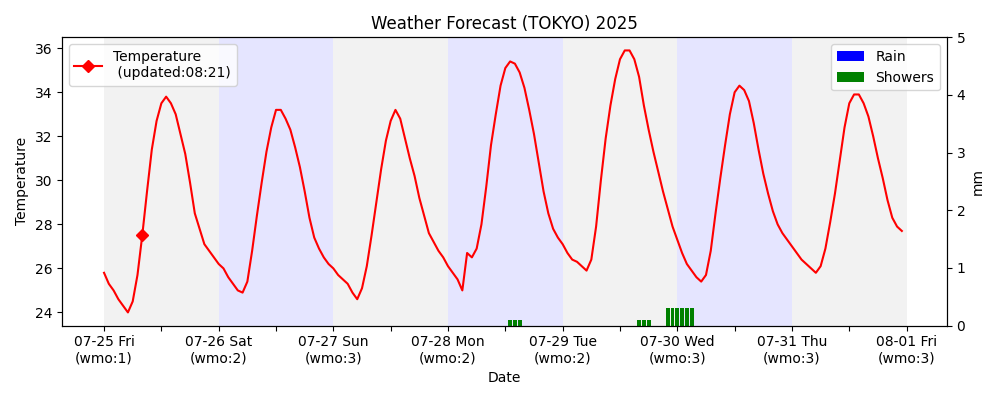 Weather Forecast (TOKYO) 2025
Temperature
(updated:08:21)
Rain
Showers
36
34
32
30
28
26
24
Temperature
5
4
3
2
1
0
mm
07-25 Fri
(wmo:1)
07-26 Sat
(wmo:2)
07-27 Sun
(wmo:3)
07-28 Mon
(wmo:2)
07-29 Tue
(wmo:2)
07-30 Wed
(wmo:3)
07-31 Thu
(wmo:3)
08-01 Fri
(wmo:3)
Date